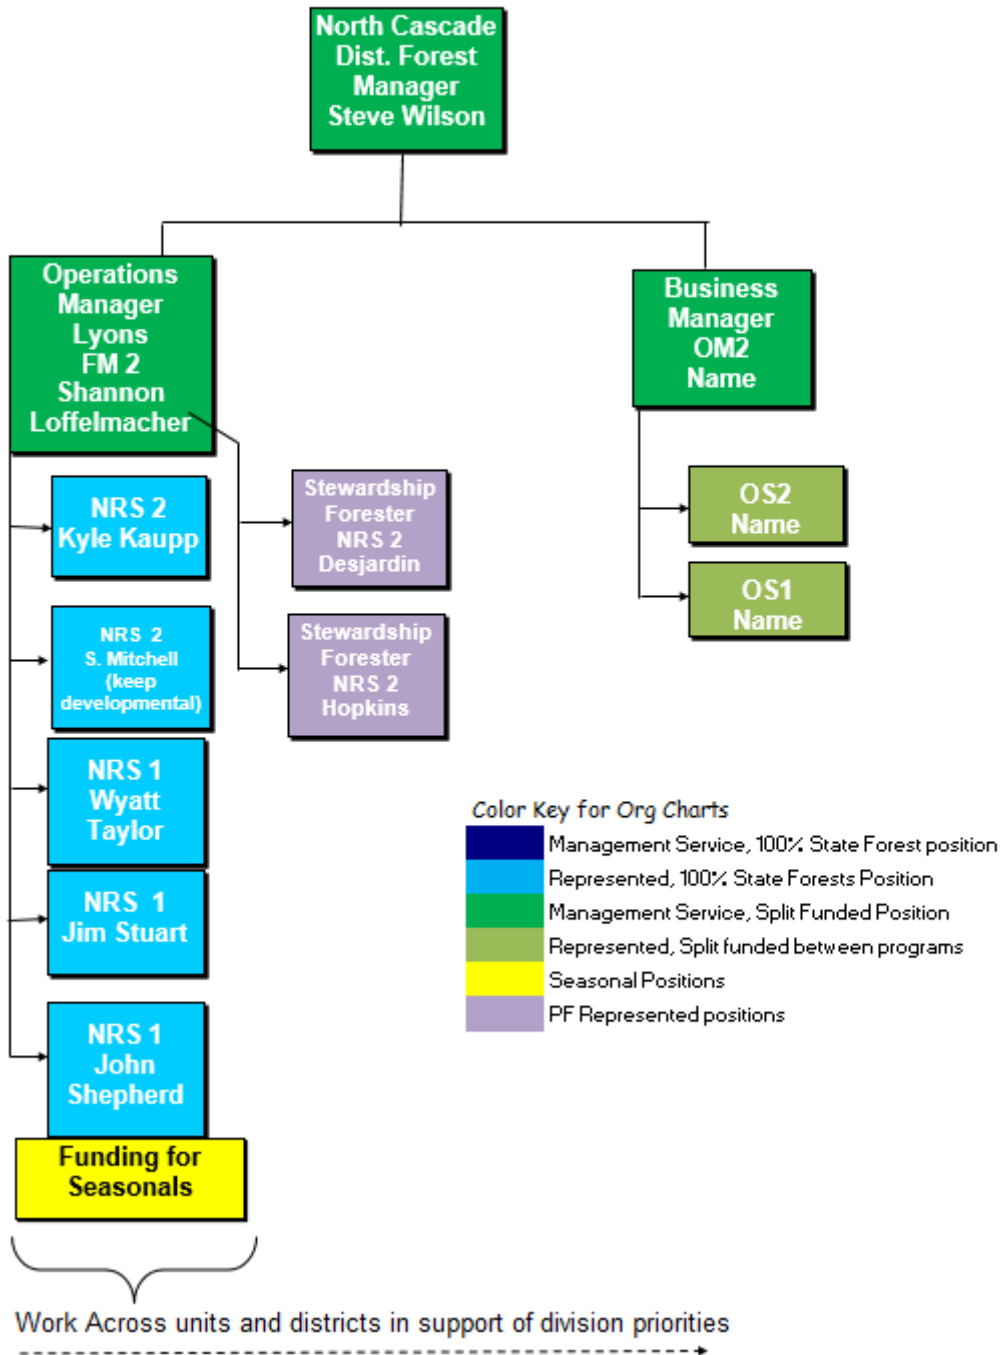 North Cascade
Dist. Forest
Manager
Steve Wilson
Operations
Manager
Lyons
FM 2
Shannon
Loffelmacher
Business
Manager
OM2
Name
NRS 2
Kyle Kaupp
Stewardship
Forester
NRS 2
Desjardin
OS2
Name
OS1
Name
NRS 2
S. Mitchell
(keep
developmental)
Stewardship
Forester
NRS 2
Hopkins
NRS 1
Wyatt
Taylor
NRS 1
Jim Stuart
NRS 1
John
Shepherd
Funding for
Seasonals
Color Key for Org Charts
Management Service, 100% State Forest position
Represented, 100% State Forests Position
Management Service, Split Funded Position
Represented, Split funded between programs
Seasonal Positions
PF Represented positions
Work Across units and districts in support of division priorities